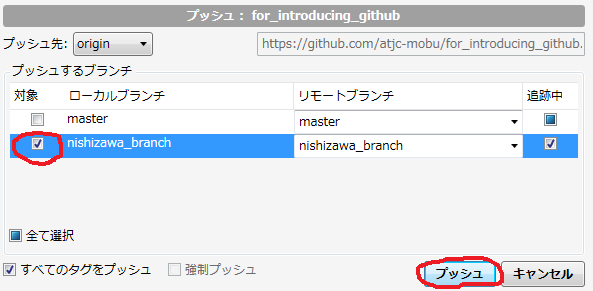 プッシュ： for_introducing_github
プッシュ先: origin https://github.com/atjc-mobu/for_introducing_github.
プッシュするブランチ
対象 ローカルブランチ リモートブランチ 追跡中
master master
nishizawa_branch nishizawa_branch
全て選択
すべてのタグをプッシュ 強制プッシュ プッシュ キャンセル